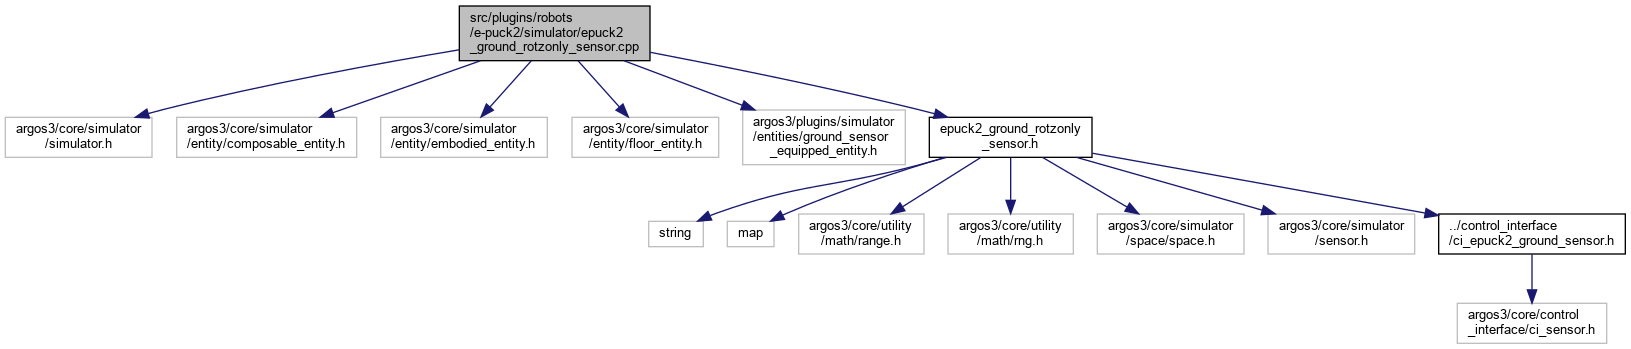 src/plugins/robots
/e-puck2/simulator/epuck2
_ground_rotzonly_sensor.cpp
argos3/core/simulator
/simulator.h
argos3/core/simulator
/entity/composable_entity.h
argos3/core/simulator
/entity/embodied_entity.h
argos3/core/simulator
/entity/floor_entity.h
argos3/plugins/simulator
/entities/ground_sensor
_equipped_entity.h
epuck2_ground_rotzonly
_sensor.h
string
map
argos3/core/utility
/math/range.h
argos3/core/utility
/math/rng.h
argos3/core/simulator
/space/space.h
argos3/core/simulator
/sensor.h
../control_interface
/ci_epuck2_ground_sensor.h
argos3/core/control
_interface/ci_sensor.h